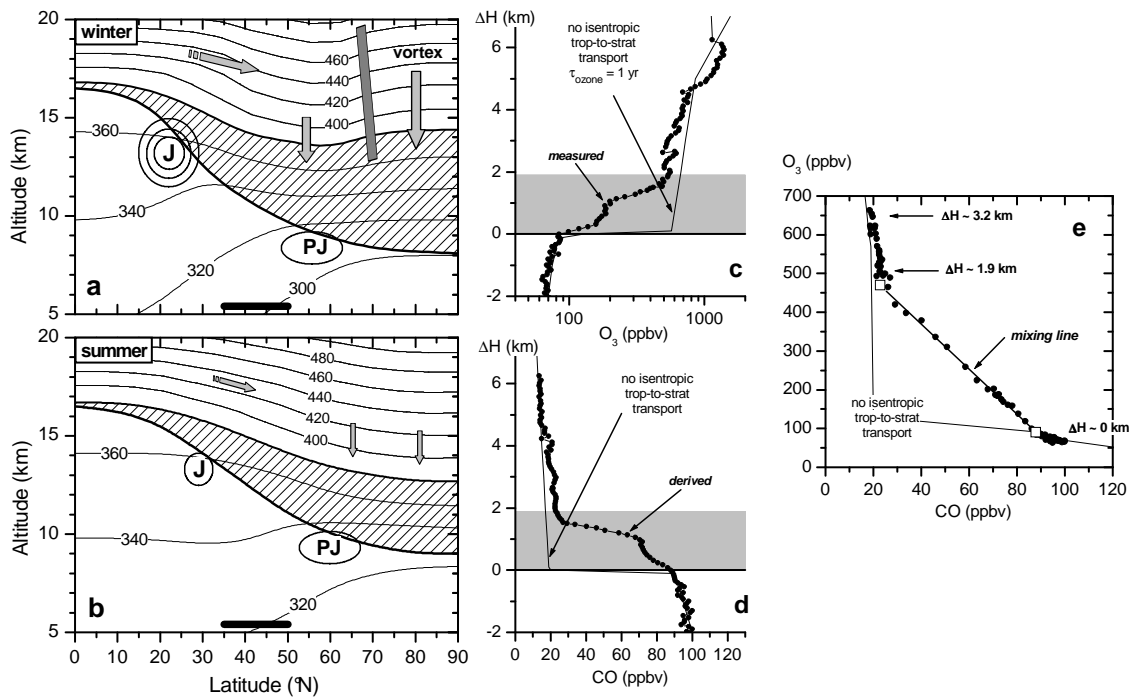 winter
vortex
460
440
420
400
360
340
320
300
J
PJ
a
20
15
10
5
Altitude (km)
summer
480
460
440
420
400
360
340
320
J
PJ
b
20
15
10
5
Altitude (km)
0 10 20 30 40 50 60 70 80 90
Latitude (°N)
ΔH (km)
6
4
2
0
-2
no isentropic
trop-to-strat
transport
τozone = 1 yr
measured
c
100 1000
O3 (ppbv)
ΔH (km)
6
4
2
0
-2
no isentropic
trop-to-strat
transport
derived
d
0 20 40 60 80 100 120
CO (ppbv)
O3 (ppbv)
700
600
500
400
300
200
100
0
ΔH ~ 3.2 km
e
ΔH ~ 1.9 km
mixing line
no isentropic
trop-to-strat
transport
ΔH ~ 0 km
0 20 40 60 80 100 120
CO (ppbv)